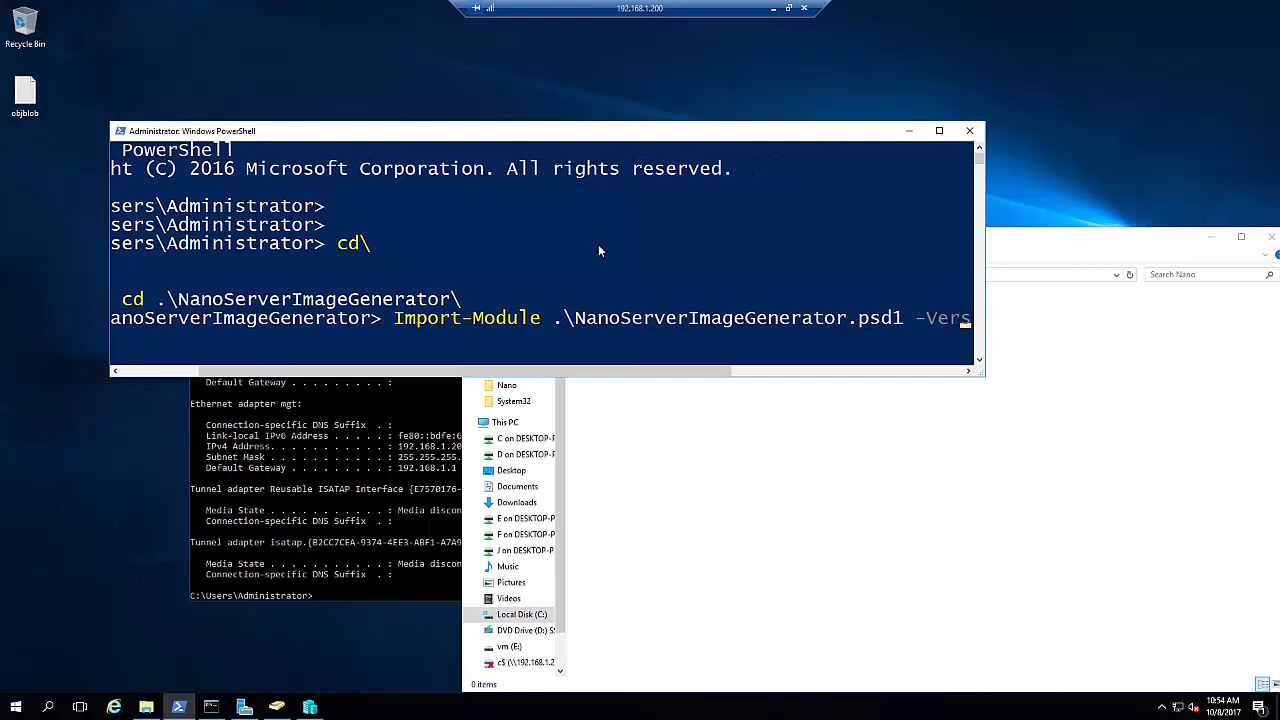 192.168.1.200
Recycle Bin
objblob
Administrator: Windows PowerShell
PowerShell
ht (C) 2016 Microsoft Corporation. All rights reserved.
sers\Administrator>
sers\Administrator>
sers\Administrator> cd\
cd .\NanoServerImageGenerator\
anoServerImageGenerator> Import-Module .\NanoServerImageGenerator.psd1 -Vers
Search Nano
Default Gateway . . . . . . . . . :
Ethernet adapter mgt:
Connection-specific DNS Suffix  . :
Link-local IPv6 Address . . . . . : fe80::bdfe:6
IPv4 Address. . . . . . . . . . . : 192.168.1.20
Subnet Mask . . . . . . . . . . . : 255.255.255.
Default Gateway . . . . . . . . . : 192.168.1.1
Tunnel adapter Reusable ISATAP Interface {E7570176-
Media State . . . . . . . . . . . : Media discon
Connection-specific DNS Suffix  . :
Tunnel adapter isatap.{B2CC7CEA-9374-4EE3-ABF1-A7A9
Media State . . . . . . . . . . . : Media discon
Connection-specific DNS Suffix  . :
C:\Users\Administrator>
Nano
System32
This PC
C on DESKTOP-P
D on DESKTOP-P
Desktop
Documents
Downloads
E on DESKTOP-P
F on DESKTOP-P
J on DESKTOP-P
Music
Pictures
Videos
Local Disk (C:)
DVD Drive (D:) S
vm (E:)
c$ (\\192.168.1.2
0 items
10:54 AM
10/8/2017